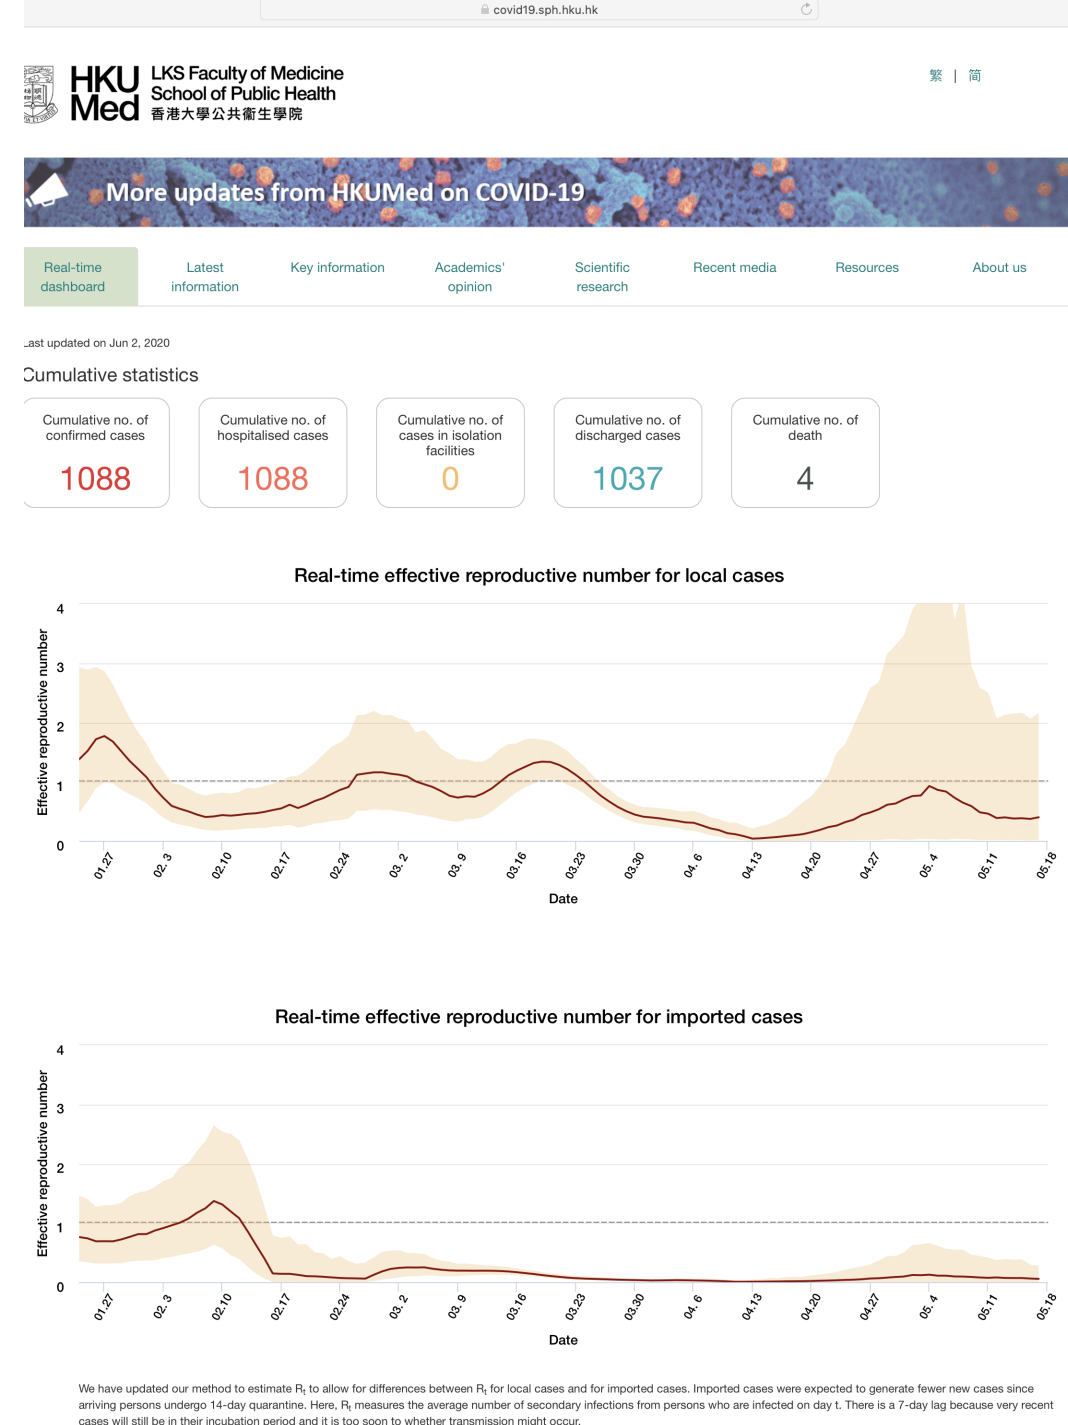 covid19.sph.hku.hk
HKU
Med
LKS Faculty of Medicine
School of Public Health
香港大學公共衞生學院
繁 | 简
More updates from HKUMed on COVID-19
Real-time
dashboard
Latest
information
Key information
Academics'
opinion
Scientific
research
Recent media
Resources
About us
Last updated on Jun 2, 2020
Cumulative statistics
Cumulative no. of
confirmed cases
1088
Cumulative no. of
hospitalised cases
1088
Cumulative no. of
cases in isolation
facilities
0
Cumulative no. of
discharged cases
1037
Cumulative no. of
death
4
Real-time effective reproductive number for local cases
Effective reproductive number
4
3
2
1
0
01.27 02. 3 02.10 02.17 02.24 03. 2 03. 9 03.16 03.23 03.30 04. 6 04.13 04.20 04.27 05. 4 05.11 05.18
Date
Real-time effective reproductive number for imported cases
Effective reproductive number
4
3
2
1
0
01.27 02. 3 02.10 02.17 02.24 03. 2 03. 9 03.16 03.23 03.30 04. 6 04.13 04.20 04.27 05. 4 05.11 05.18
Date
We have updated our method to estimate Rt to allow for differences between Rt for local cases and for imported cases. Imported cases were expected to generate fewer new cases since
arriving persons undergo 14-day quarantine. Here, Rt measures the average number of secondary infections from persons who are infected on day t. There is a 7-day lag because very recent
cases will still be in their incubation period and it is too soon to whether transmission might occur.